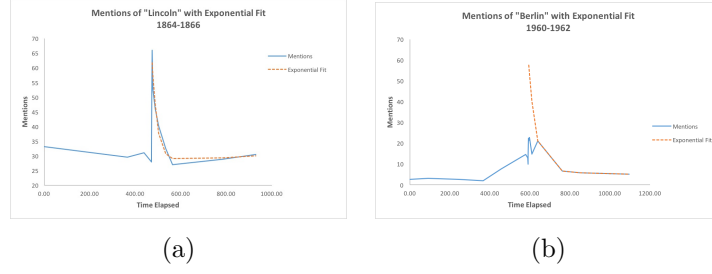 Mentions of "Lincoln" with Exponential Fit
1864-1866
70
65
60
55
50
45
40
35
30
25
20
Mentions
0.00 200.00 400.00 600.00 800.00 1000.00
Time Elapsed
Mentions
Exponential Fit
(a)
Mentions of "Berlin" with Exponential Fit
1960-1962
70
60
50
40
30
20
10
0
Mentions
0.00 200.00 400.00 600.00 800.00 1000.00 1200.00
Time Elapsed
Mentions
Exponential Fit
(b)